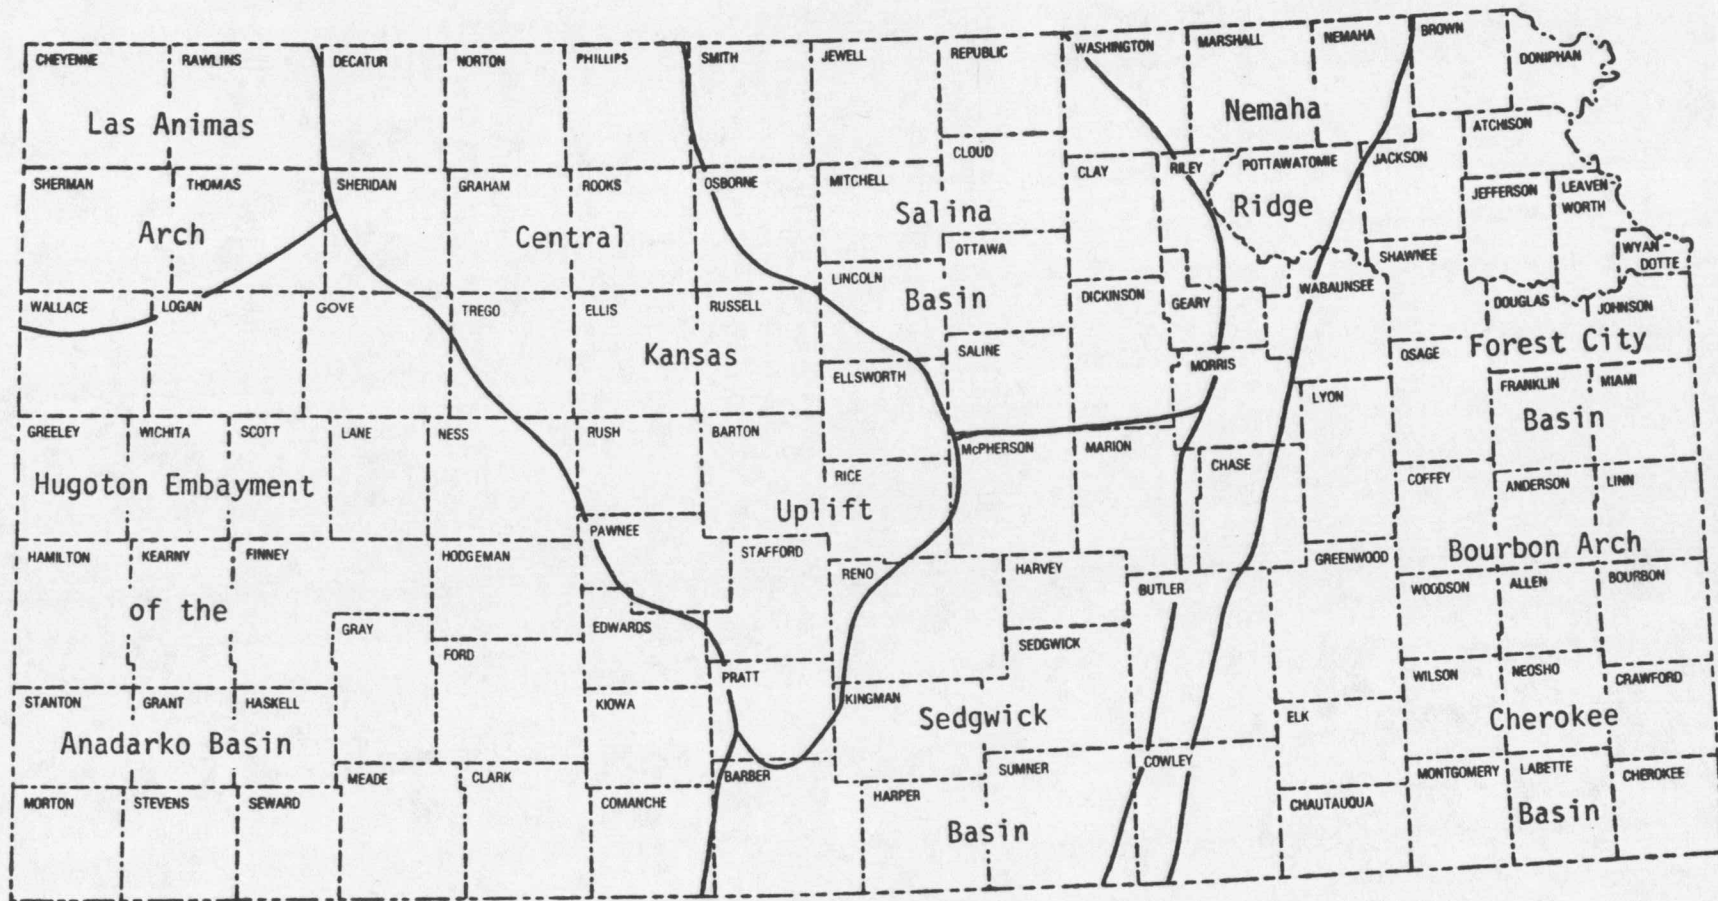 CHEYENNE
RAWLINS
DECATUR
NORTON
PHILLIPS
SMITH
JEWELL
REPUBLIC
WASHINGTON
MARSHALL
NEMAHA
BROWN
DONIPHAN
Las Animas
Nemaha
ATCHISON
CLOUD
SHERMAN
THOMAS
SHERIDAN
GRAHAM
ROOKS
OSBORNE
MITCHELL
CLAY
RILEY
POTTAWATOMIE
JACKSON
JEFFERSON
LEAVEN
WORTH
Arch
Central
Salina
Ridge
OTTAWA
SHAWNEE
WYAN
DOTTE
WALLACE
LOGAN
GOVE
TREGO
ELLIS
RUSSELL
LINCOLN
Basin
DICKINSON
GEARY
WABAUNSEE
DOUGLAS
JOHNSON
Kansas
ELLSWORTH
SALINE
MORRIS
OSAGE
Forest City
LYON
FRANKLIN
MIAMI
Basin
GREELEY
WICHITA
SCOTT
LANE
NESS
RUSH
BARTON
RICE
McPHERSON
MARION
CHASE
COFFEY
ANDERSON
LINN
Hugoton Embayment
Uplift
PAWNEE
STAFFORD
Bourbon Arch
HAMILTON
KEARNY
FINNEY
HODGEMAN
RENO
HARVEY
BUTLER
GREENWOOD
WOODSON
ALLEN
BOURBON
of the
GRAY
FORD
EDWARDS
PRATT
SEDGWICK
WILSON
NEOSHO
CRAWFORD
STANTON
GRANT
HASKELL
KIOWA
KINGMAN
Sedgwick
ELK
Cherokee
Anadarko Basin
MEADE
CLARK
BARBER
SUMNER
COWLEY
MONTGOMERY
LABETTE
CHEROKEE
MORTON
STEVENS
SEWARD
COMANCHE
HARPER
Basin
CHAUTAUQUA
Basin